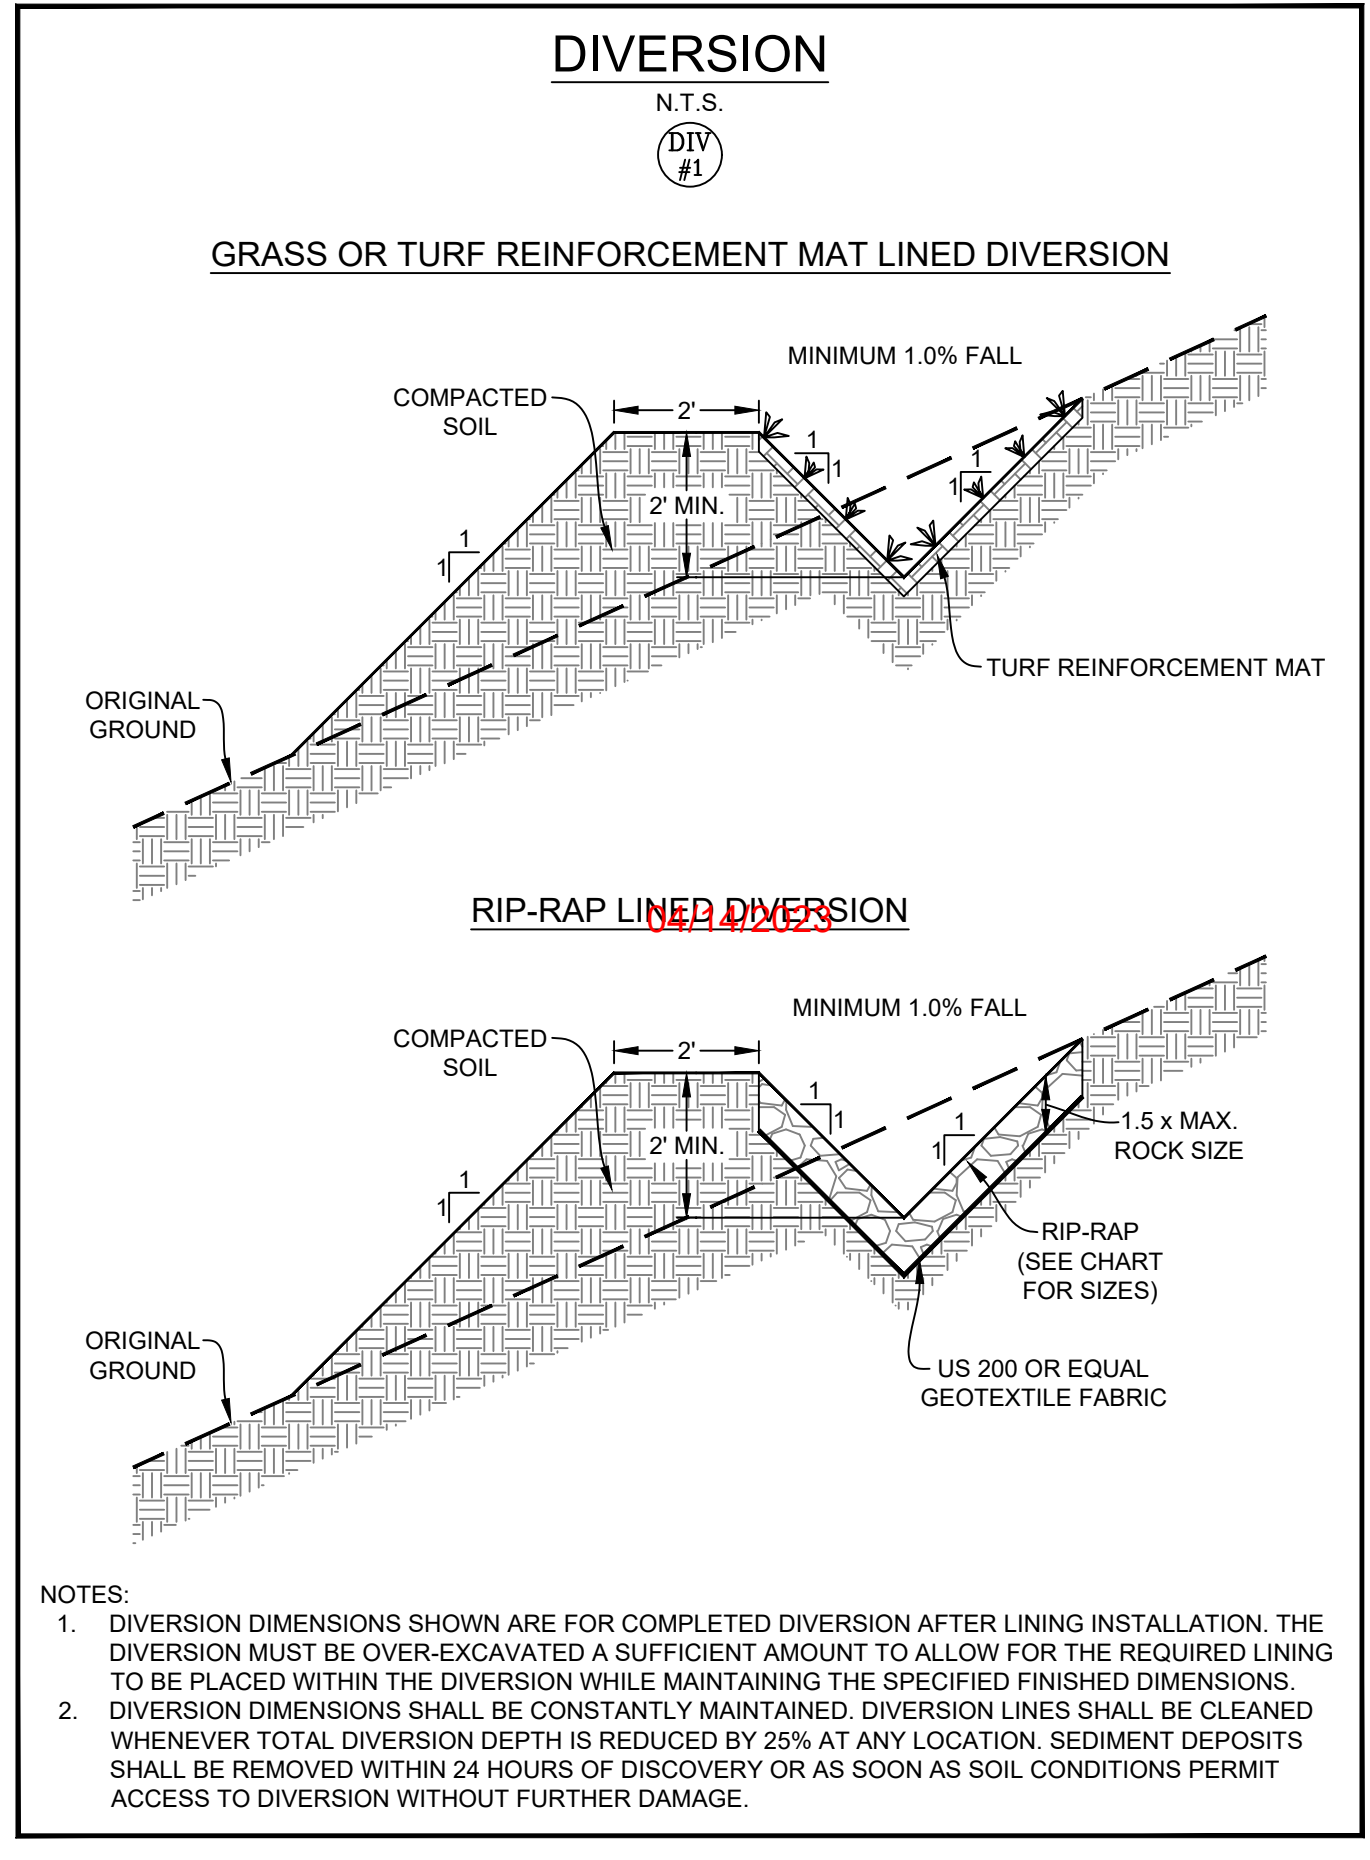 DIVERSION
N.T.S.
DIV
#1
GRASS OR TURF REINFORCEMENT MAT LINED DIVERSION
MINIMUM 1.0% FALL
COMPACTED
SOIL
2'
2' MIN.
1
1
1
1
1
1
TURF REINFORCEMENT MAT
ORIGINAL
GROUND
RIP-RAP LINED DIVERSION
04/14/2023
MINIMUM 1.0% FALL
COMPACTED
SOIL
2'
2' MIN.
1
1
1
1
1
1
1.5 x MAX.
ROCK SIZE
RIP-RAP
(SEE CHART
FOR SIZES)
ORIGINAL
GROUND
US 200 OR EQUAL
GEOTEXTILE FABRIC
NOTES:
1. DIVERSION DIMENSIONS SHOWN ARE FOR COMPLETED DIVERSION AFTER LINING INSTALLATION. THE
DIVERSION MUST BE OVER-EXCAVATED A SUFFICIENT AMOUNT TO ALLOW FOR THE REQUIRED LINING
TO BE PLACED WITHIN THE DIVERSION WHILE MAINTAINING THE SPECIFIED FINISHED DIMENSIONS.
2. DIVERSION DIMENSIONS SHALL BE CONSTANTLY MAINTAINED. DIVERSION LINES SHALL BE CLEANED
WHENEVER TOTAL DIVERSION DEPTH IS REDUCED BY 25% AT ANY LOCATION. SEDIMENT DEPOSITS
SHALL BE REMOVED WITHIN 24 HOURS OF DISCOVERY OR AS SOON AS SOIL CONDITIONS PERMIT
ACCESS TO DIVERSION WITHOUT FURTHER DAMAGE.